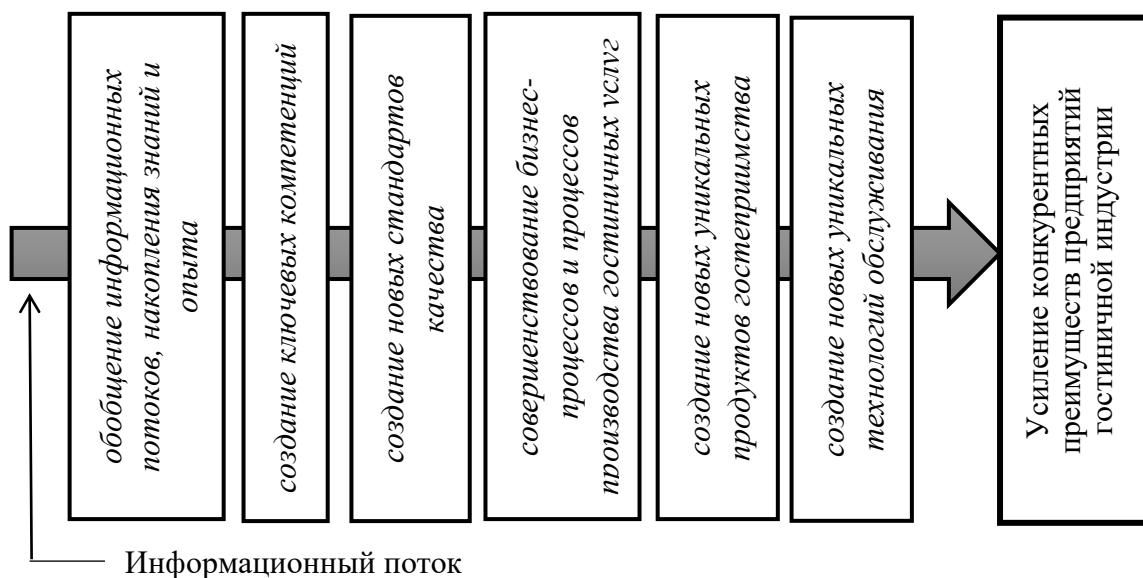 обобщение информационных
потоков, накопления знаний и
опыта
создание ключевых компетенций
создание новых стандартов
качества
совершенствование бизнес-
процессов и процессов
производства гостиничных услуг
создание новых уникальных
продуктов гостеприимства
создание новых уникальных
технологий обслуживания
Усиление конкурентных
преимуществ предприятий
гостиничной индустрии
Информационный поток